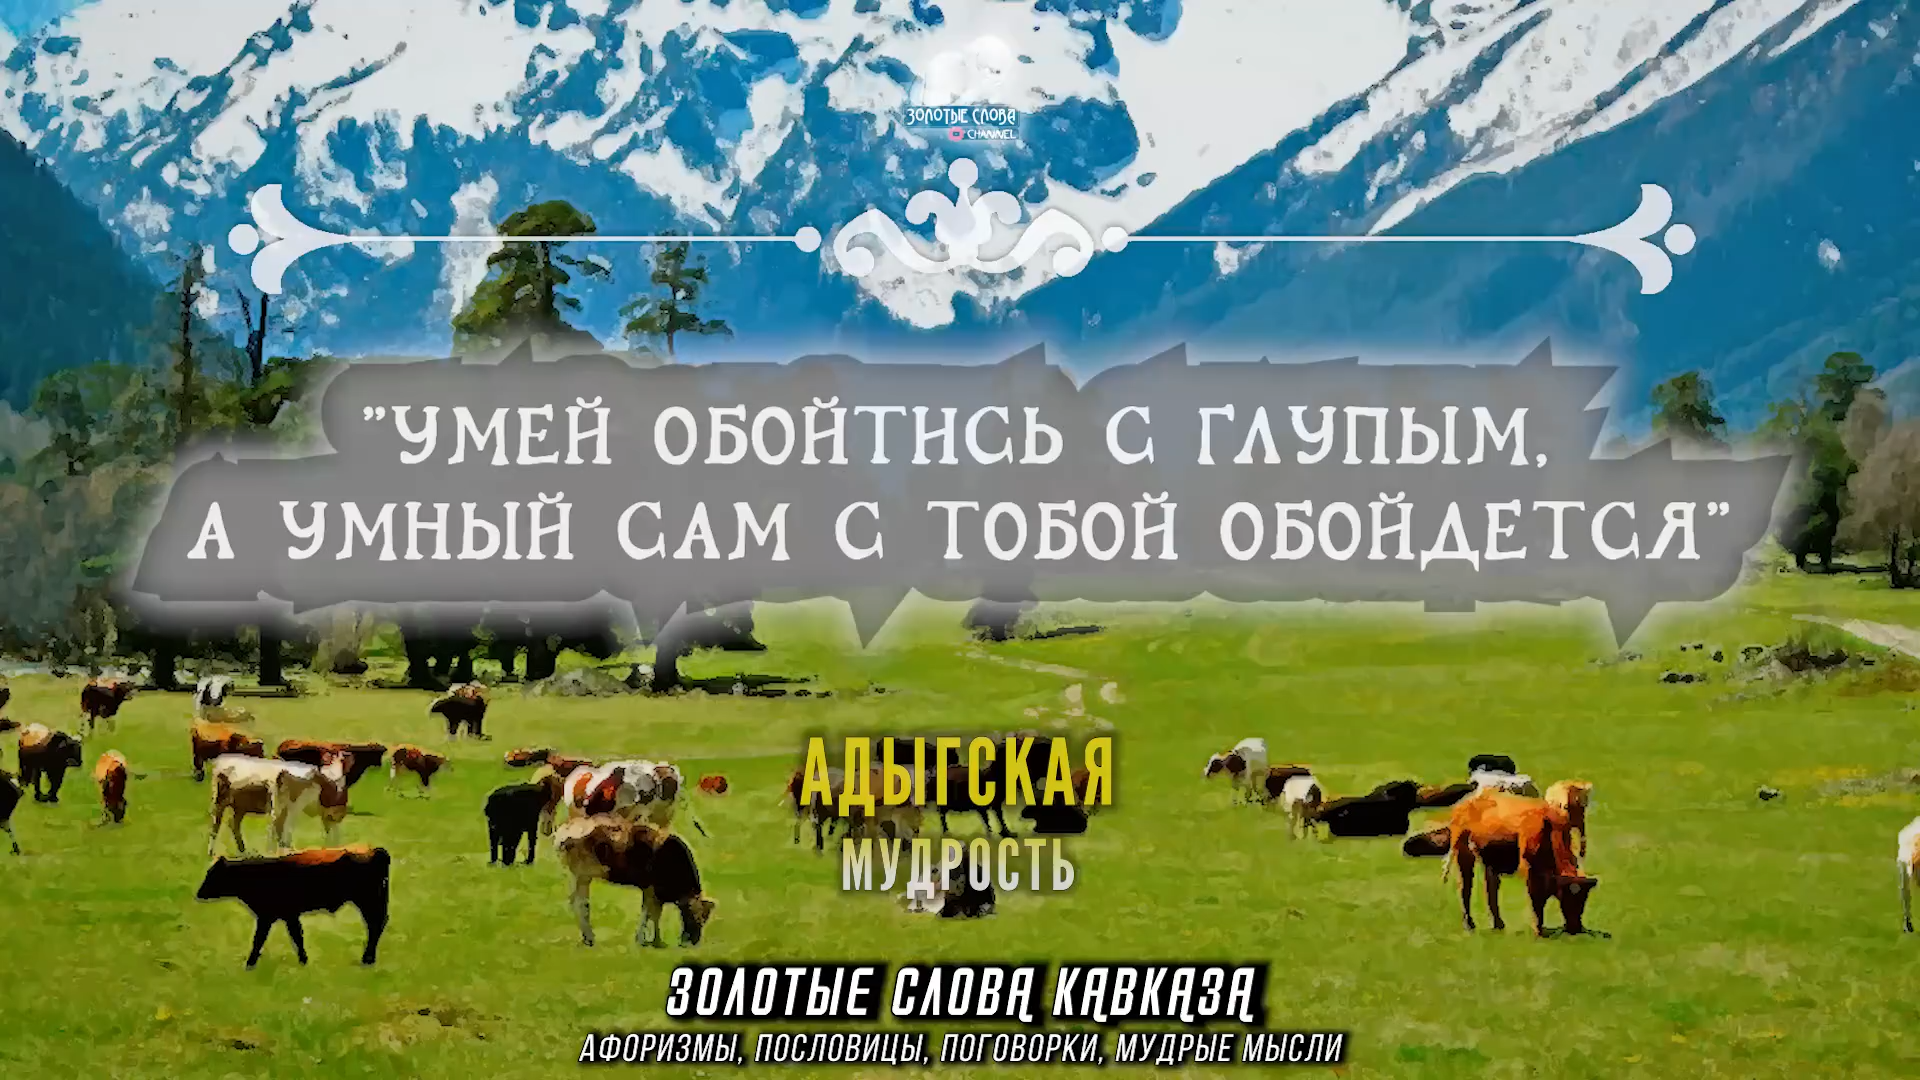 ЗОЛОТЫЕ СЛОВА
CHANNEL
"УМЕЙ ОБОЙТИСЬ С ГЛУПЫМ,
А УМНЫЙ САМ С ТОБОЙ ОБОЙДЕТСЯ"
АДЫГСКАЯ
МУДРОСТЬ
ЗОЛОТЫЕ СЛОВА КАВКАЗА
АФОРИЗМЫ, ПОСЛОВИЦЫ, ПОГОВОРКИ, МУДРЫЕ МЫСЛИ